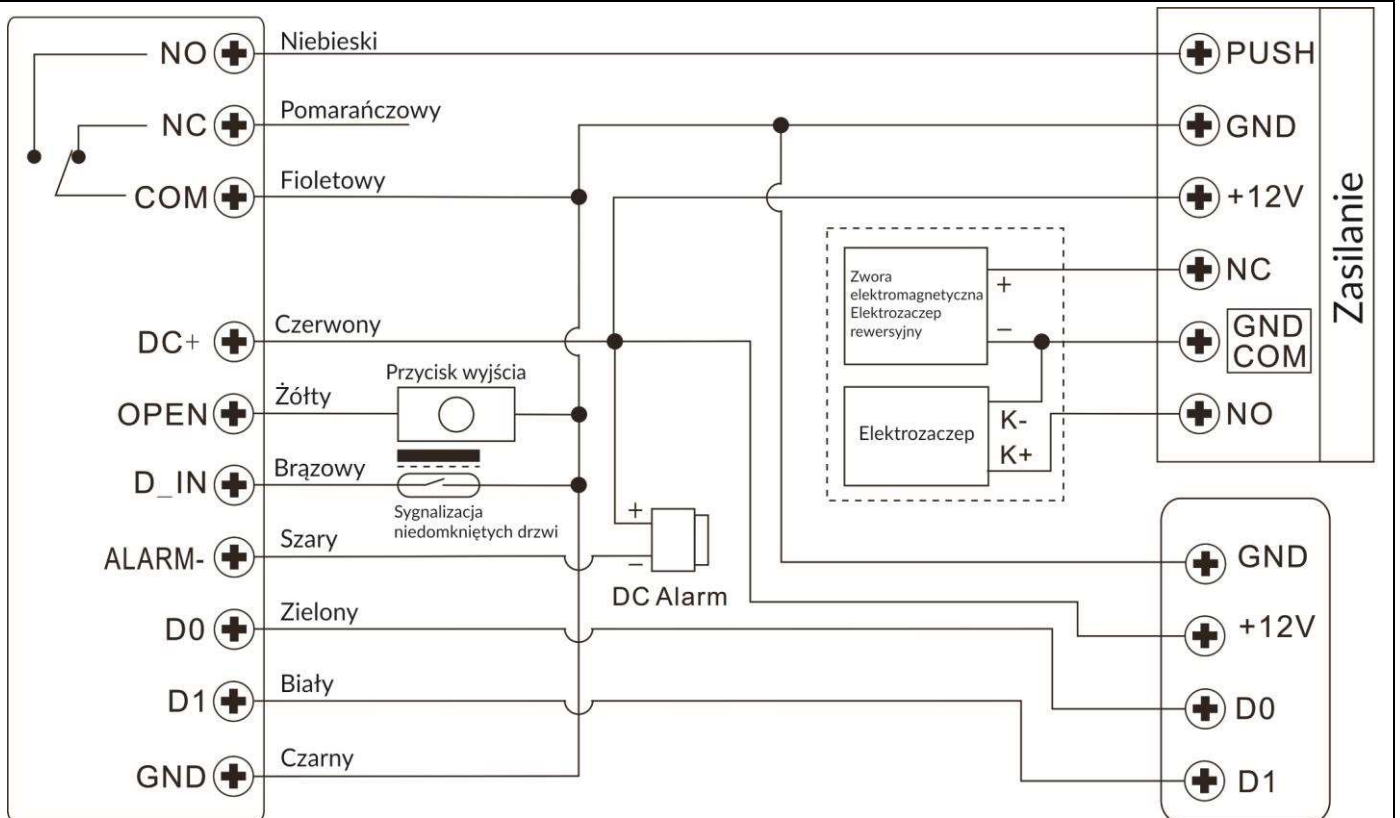 NO Niebieski
NC Pomarańczowy
COM Fioletowy
DC+ Czerwony
OPEN Żółty
Przycisk wyjścia
D_IN Brązowy
Sygnalizacja
niedomkniętych drzwi
ALARM- Szary
+
−
DC Alarm
D0 Zielony
D1 Biały
GND Czarny
Zwora
elektromagnetyczna
Elektrozaczep
rewersyjny
+
−
Elektrozaczep
K-
K+
PUSH
GND
+12V
NC
GND
COM
NO
Zasilanie
GND
+12V
D0
D1